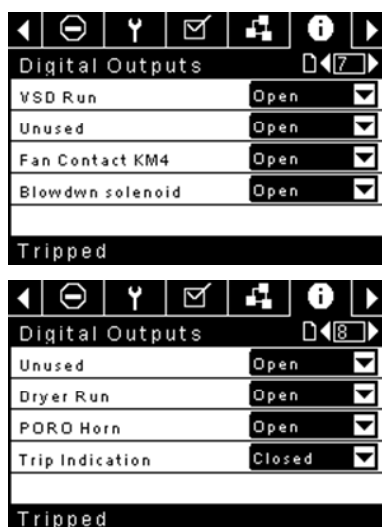 Digital Outputs 7
VSD Run Open
Unused Open
Fan Contact KM4 Open
Blowdwn solenoid Open
Tripped
Digital Outputs 8
Unused Open
Dryer Run Open
PORO Horn Open
Trip Indication Closed
Tripped